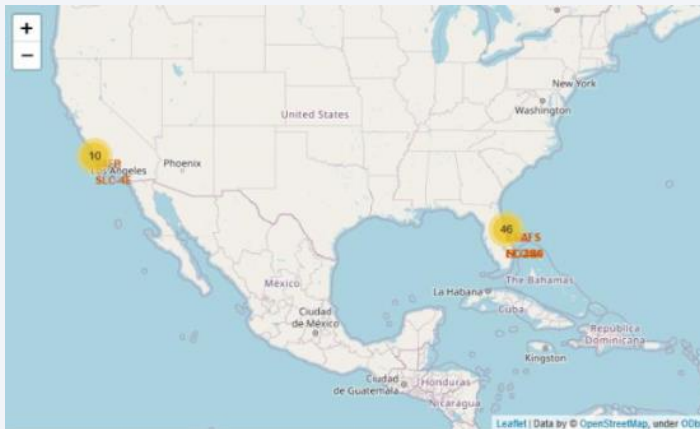 +
−
New York
Washington
United States
10
Los Angeles
Phoenix
SLC-4E
46
The Bahamas
La Habana
Cuba
México
Ciudad
de México
República
Dominicana
Kingston
Ciudad
de Guatemala
Honduras
Nicaragua
Leaflet | Data by © OpenStreetMap, under